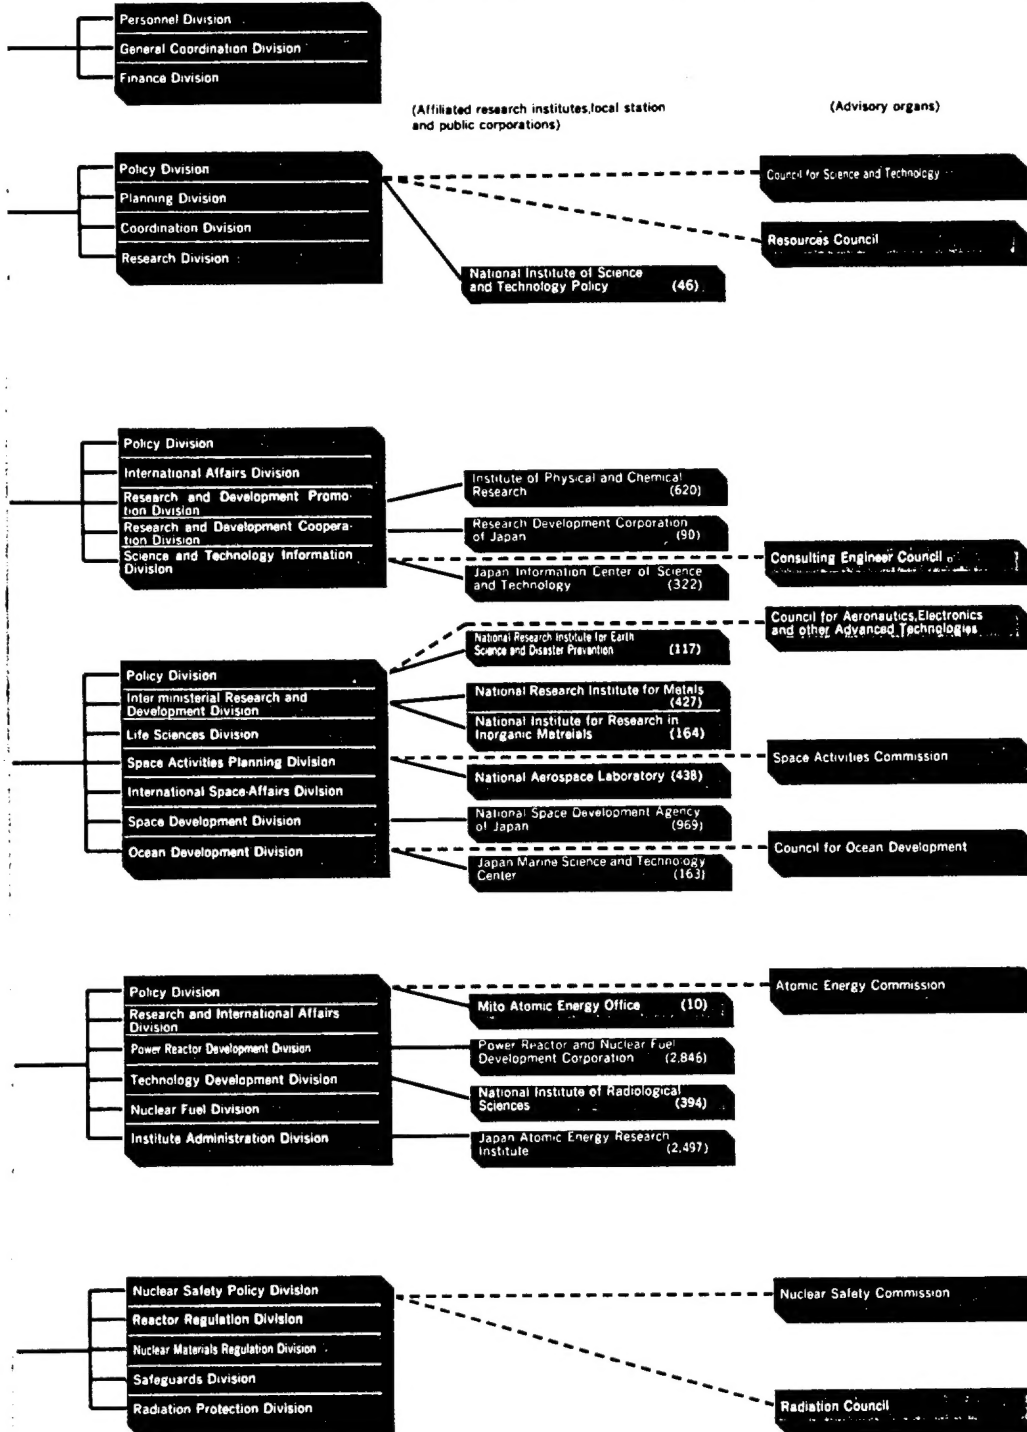 Personnel Division
General Coordination Division
Finance Division
(Affiliated research institutes,local station
and public corporations)
(Advisory organs)
Policy Division
Planning Division
Coordination Division
Research Division
National Institute of Science
and Technology Policy (46)
Council for Science and Technology
Resources Council
Policy Division
International Affairs Division
Research and Development Promo-
tion Division
Research and Development Coopera-
tion Division
Science and Technology Information
Division
Institute of Physical and Chemical
Research (620)
Research Development Corporation
of Japan (90)
Japan Information Center of Science
and Technology (322)
Consulting Engineer Council
Council for Aeronautics,Electronics
and other Advanced Technologies
National Research Institute for Earth
Science and Disaster Prevention (117)
Policy Division
Inter ministerial Research and
Development Division
Life Sciences Division
Space Activities Planning Division
International Space Affairs Division
Space Development Division
Ocean Development Division
National Research Institute for Metals
(427)
National Institute for Research in
Inorganic Matreials (164)
National Aerospace Laboratory (438)
National Space Development Agency
of Japan (969)
Japan Marine Science and Technology
Center (163)
Space Activities Commission
Council for Ocean Development
Policy Division
Research and International Affairs
Division
Power Reactor Development Division
Technology Development Division
Nuclear Fuel Division
Institute Administration Division
Mito Atomic Energy Office (10)
Power Reactor and Nuclear Fuel
Development Corporation (2,846)
National Institute of Radiological
Sciences (394)
Japan Atomic Energy Research
Institute (2,497)
Atomic Energy Commission
Nuclear Safety Policy Division
Reactor Regulation Division
Nuclear Materials Regulation Division
Safeguards Division
Radiation Protection Division
Nuclear Safety Commission
Radiation Council